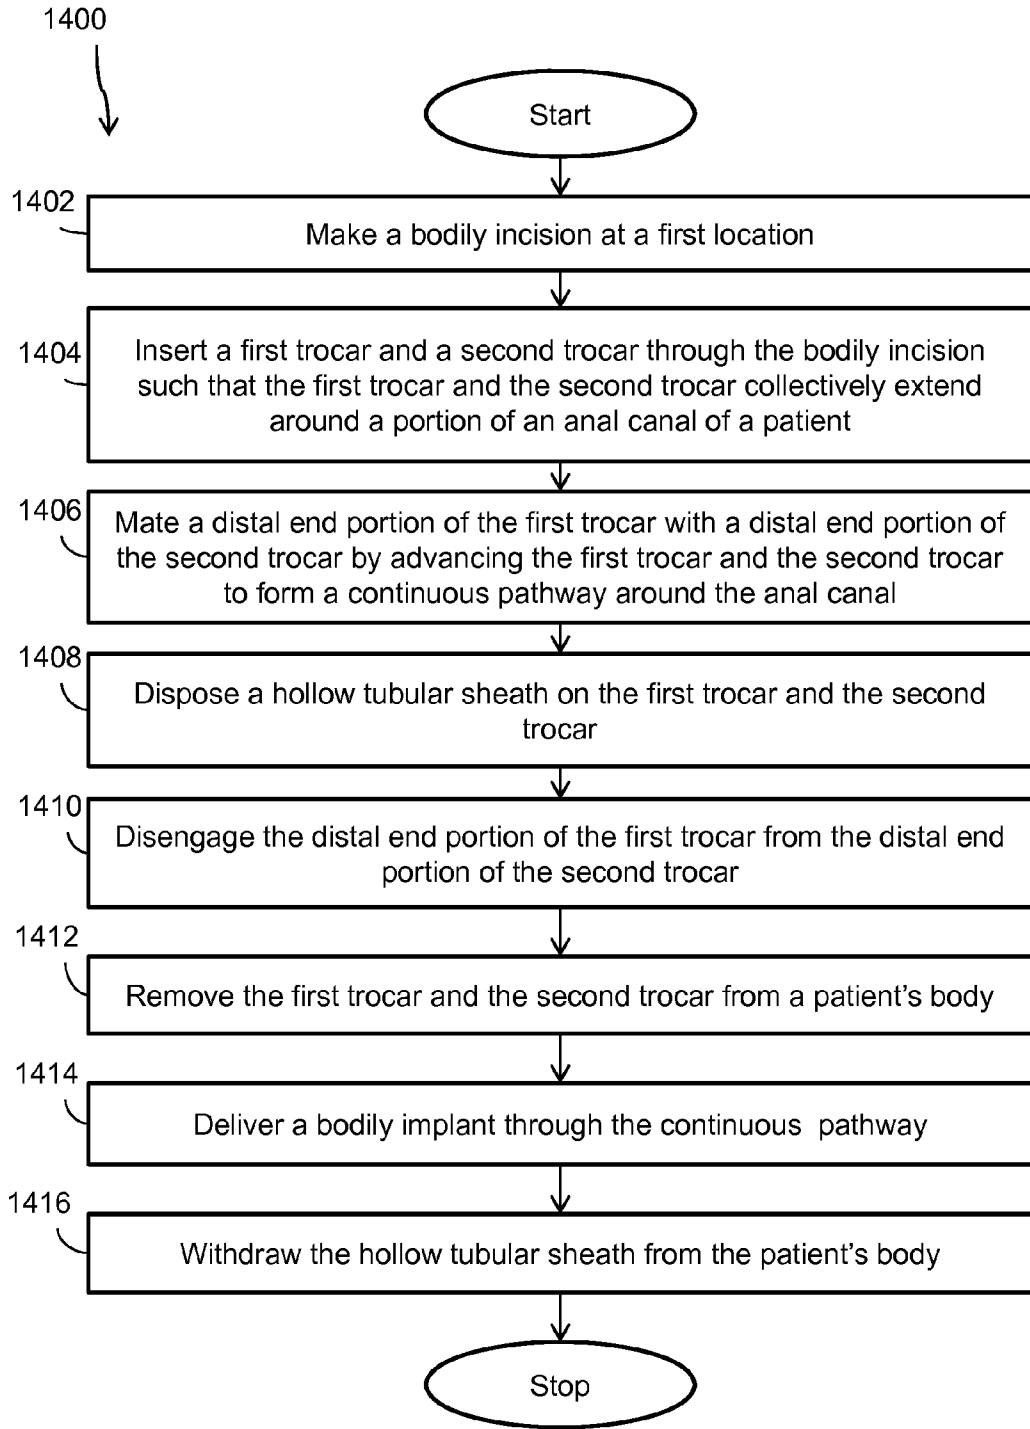 1400
Start
1402
Make a bodily incision at a first location
1404
Insert a first trocar and a second trocar through the bodily incision
such that the first trocar and the second trocar collectively extend
around a portion of an anal canal of a patient
1406
Mate a distal end portion of the first trocar with a distal end portion of
the second trocar by advancing the first trocar and the second trocar
to form a continuous pathway around the anal canal
1408
Dispose a hollow tubular sheath on the first trocar and the second
trocar
1410
Disengage the distal end portion of the first trocar from the distal end
portion of the second trocar
1412
Remove the first trocar and the second trocar from a patient's body
1414
Deliver a bodily implant through the continuous pathway
1416
Withdraw the hollow tubular sheath from the patient's body
Stop